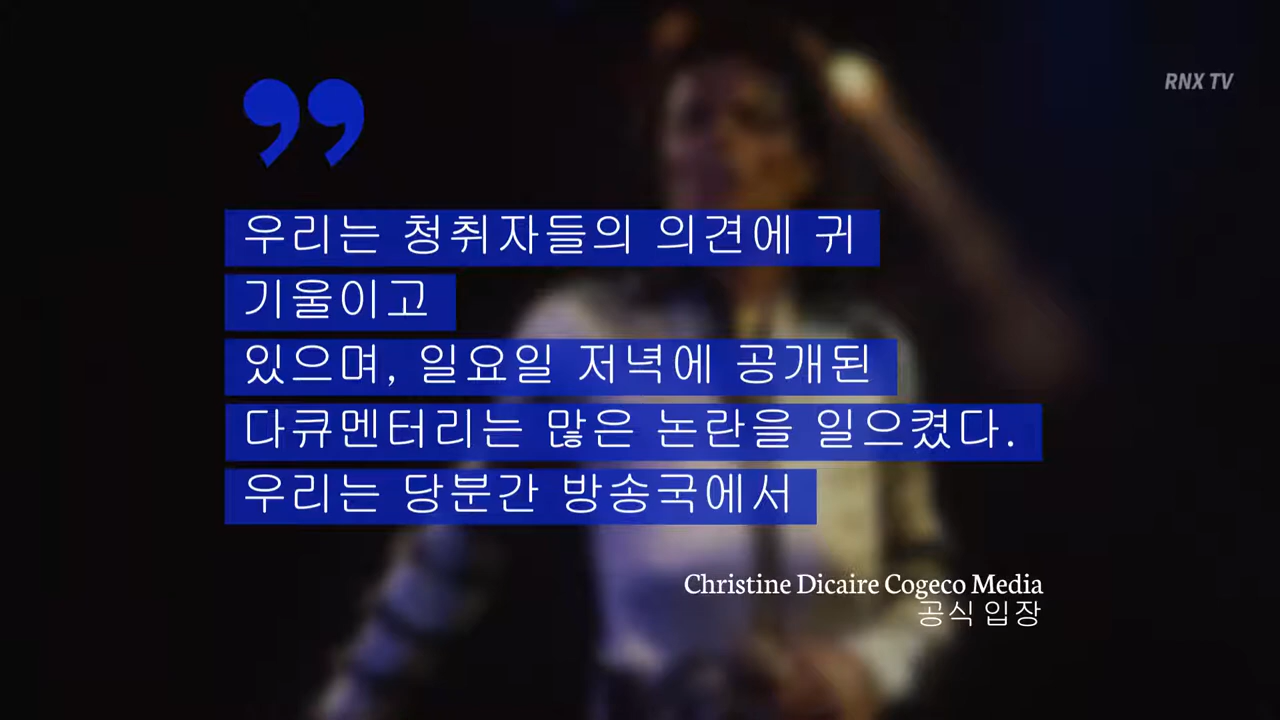 RNX TV
”
우리는 청취자들의 의견에 귀
기울이고
있으며, 일요일 저녁에 공개된
다큐멘터리는 많은 논란을 일으켰다.
우리는 당분간 방송국에서
Christine Dicaire Cogeco Media
공식 입장